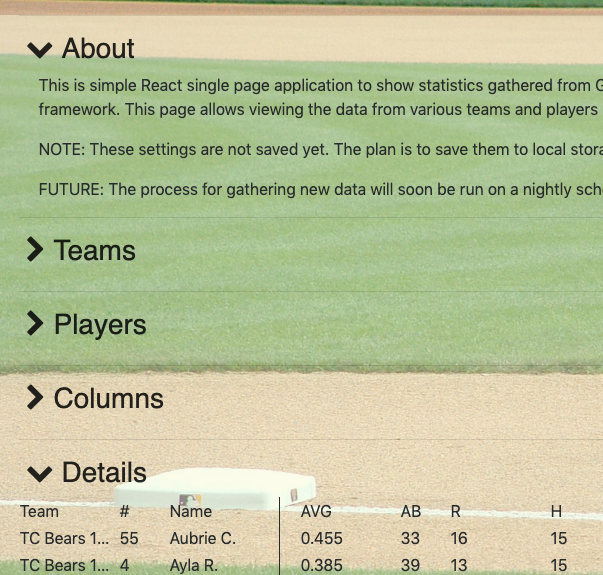 About
This is simple React single page application to show statistics gathered from G
framework. This page allows viewing the data from various teams and players
NOTE: These settings are not saved yet. The plan is to save them to local stora
FUTURE: The process for gathering new data will soon be run on a nightly sch
Teams
Players
Columns
Details
Team # Name AVG AB R H
TC Bears 1... 55 Aubrie C. 0.455 33 16 15
TC Bears 1... 4 Ayla R. 0.385 39 13 15